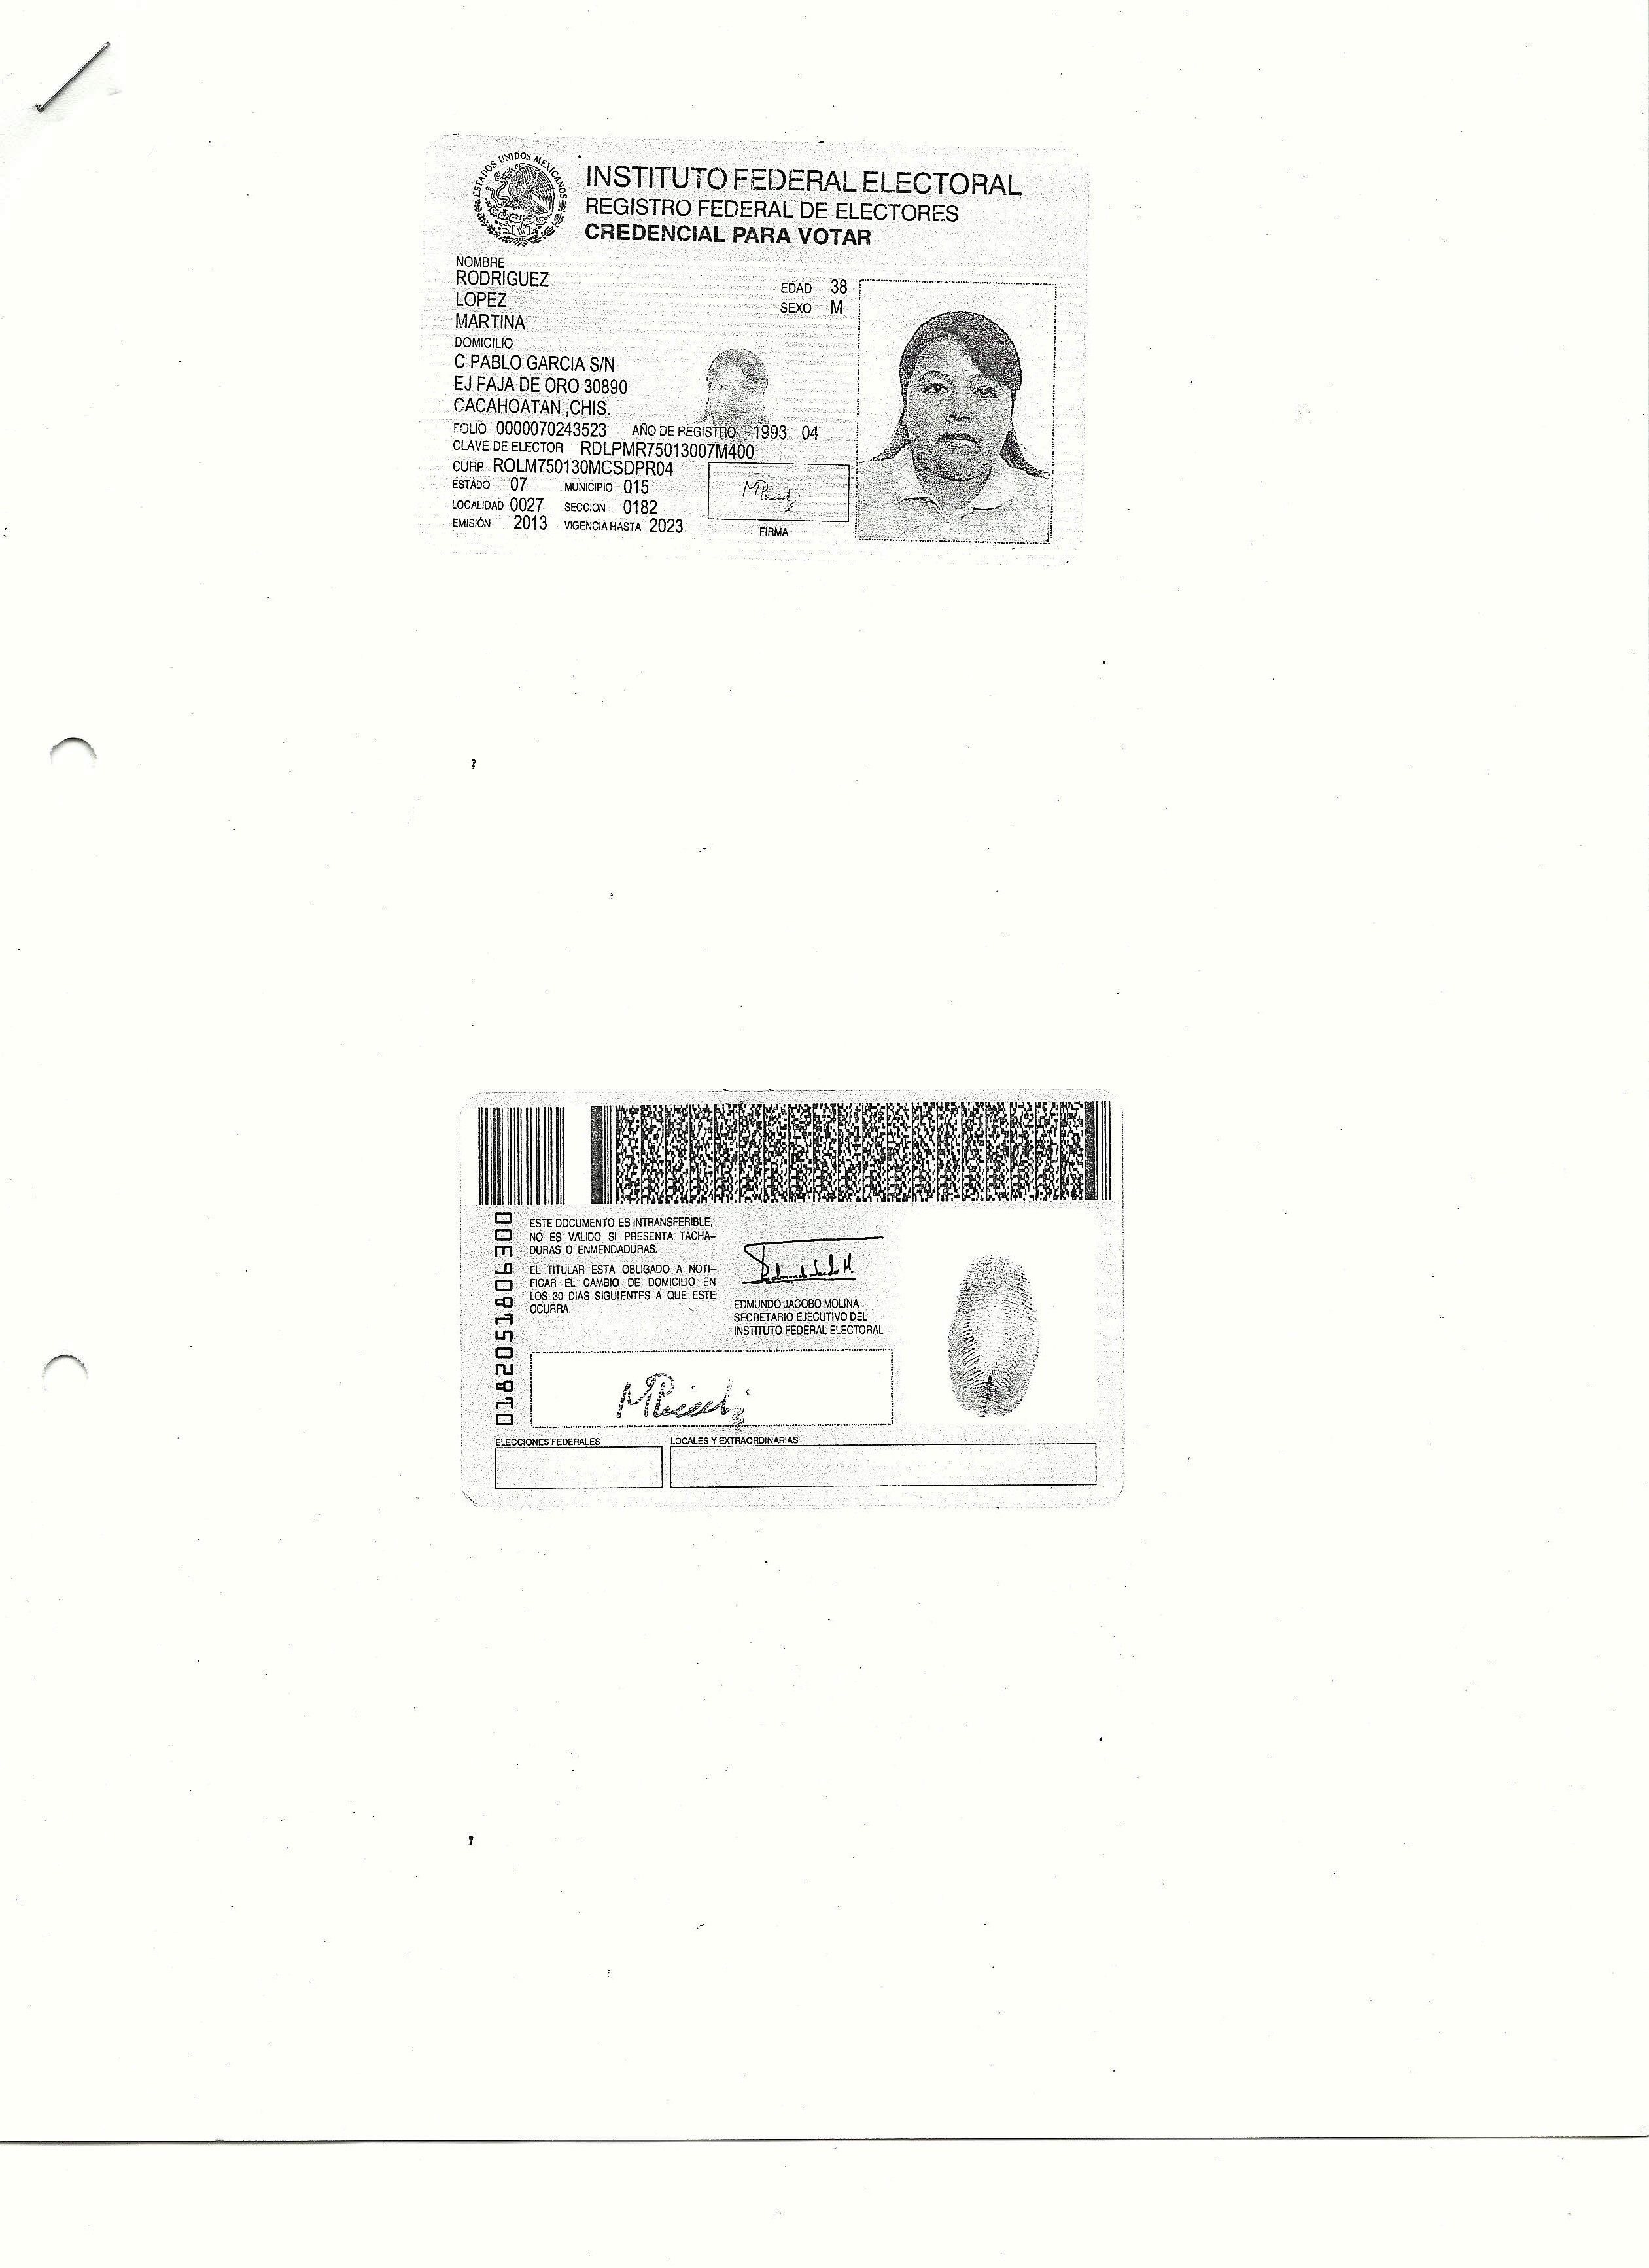 ESTADOS UNIDOS MEXICANOS
INSTITUTO FEDERAL ELECTORAL
REGISTRO FEDERAL DE ELECTORES
CREDENCIAL PARA VOTAR
NOMBRE
RODRIGUEZ
LOPEZ
MARTINA
EDAD 38
SEXO M
DOMICILIO
C PABLO GARCIA S/N
EJ FAJA DE ORO 30890
CACAHOATAN ,CHIS.
FOLIO 0000070243523 AÑO DE REGISTRO 1993 04
CLAVE DE ELECTOR RDLPMR75013007M400
CURP ROLM750130MCSDPR04
ESTADO 07 MUNICIPIO 015
LOCALIDAD 0027 SECCION 0182
EMISIÓN 2013 VIGENCIA HASTA 2023
FIRMA
0182051806300
ESTE DOCUMENTO ES INTRANSFERIBLE,
NO ES VÁLIDO SI PRESENTA TACHA-
DURAS O ENMENDADURAS.
EL TITULAR ESTA OBLIGADO A NOTI-
FICAR EL CAMBIO DE DOMICILIO EN
LOS 30 DIAS SIGUIENTES A QUE ESTE
OCURRA.
EDMUNDO JACOBO MOLINA
SECRETARIO EJECUTIVO DEL
INSTITUTO FEDERAL ELECTORAL
ELECCIONES FEDERALES
LOCALES Y EXTRAORDINARIAS